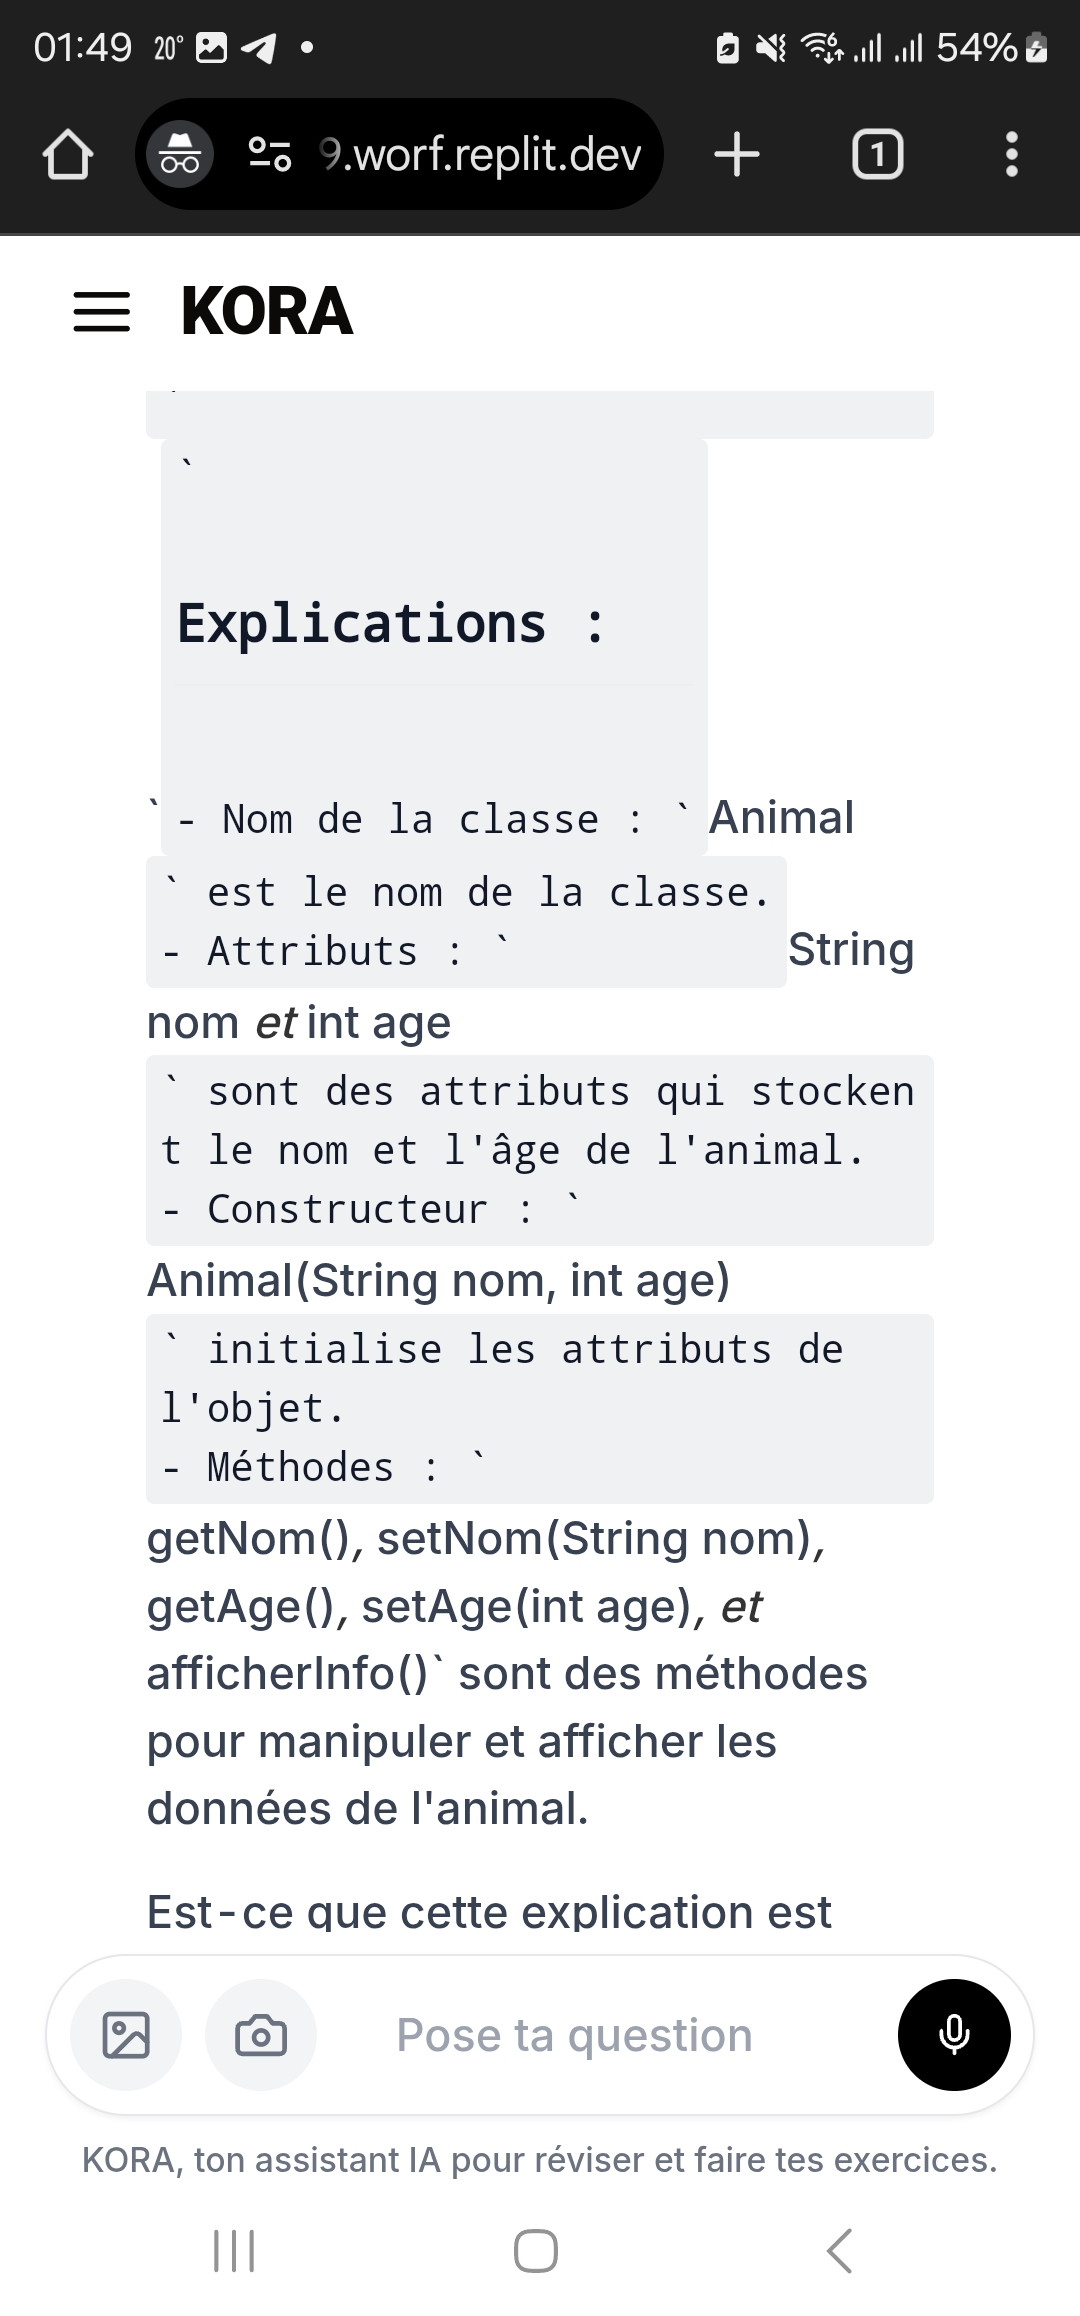 01:49 20° 54%
9.worf.replit.dev 1
KORA
`
Explications :
` - Nom de la classe : ` Animal
` est le nom de la classe.
- Attributs : ` String
nom et int age
` sont des attributs qui stocken
t le nom et l'âge de l'animal.
- Constructeur : `
Animal(String nom, int age)
` initialise les attributs de
l'objet.
- Méthodes : `
getNom(), setNom(String nom),
getAge(), setAge(int age), et
afficherInfo()` sont des méthodes
pour manipuler et afficher les
données de l'animal.
Est-ce que cette explication est
Pose ta question
KORA, ton assistant IA pour réviser et faire tes exercices.